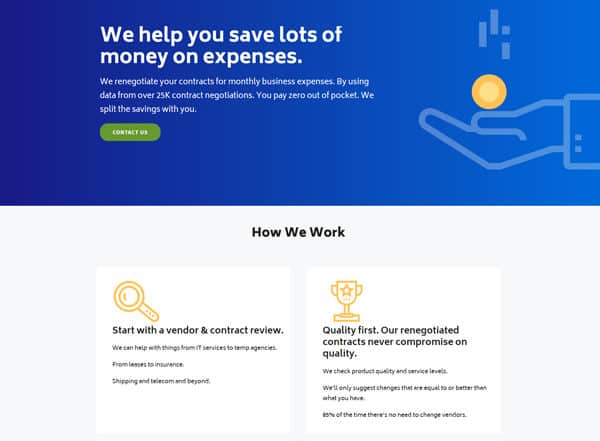 We help you save lots of
money on expenses.
We renegotiate your contracts for monthly business expenses. By using
data from over 25K contract negotiations. You pay zero out of pocket. We
split the savings with you.
CONTACT US
How We Work
Start with a vendor & contract review.
We can help with things from IT services to temp agencies.
From leases to insurance.
Shipping and telecom and beyond.
Quality first. Our renegotiated
contracts never compromise on
quality.
We check product quality and service levels.
We'll only suggest changes that are equal to or better than
what you have.
85% of the time there's no need to change vendors.